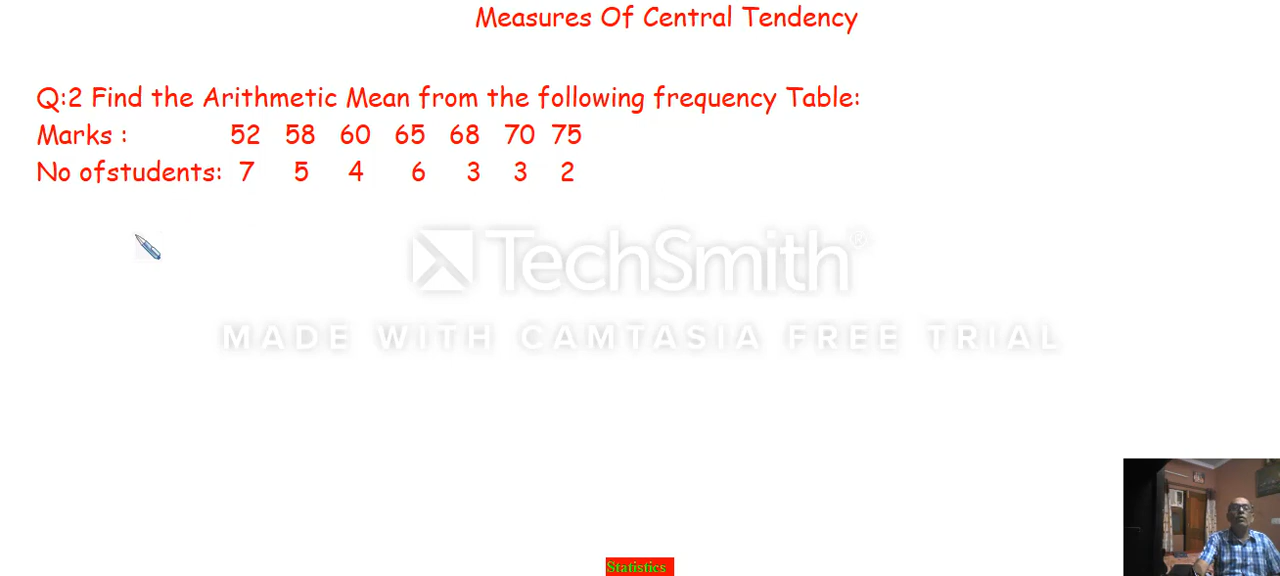 Measures Of Central Tendency
Q:2 Find the Arithmetic Mean from the following frequency Table:
Marks : 52 58 60 65 68 70 75
No ofstudents: 7 5 4 6 3 3 2
TechSmith®
MADE WITH CAMTASIA FREE TRIAL
Statistics